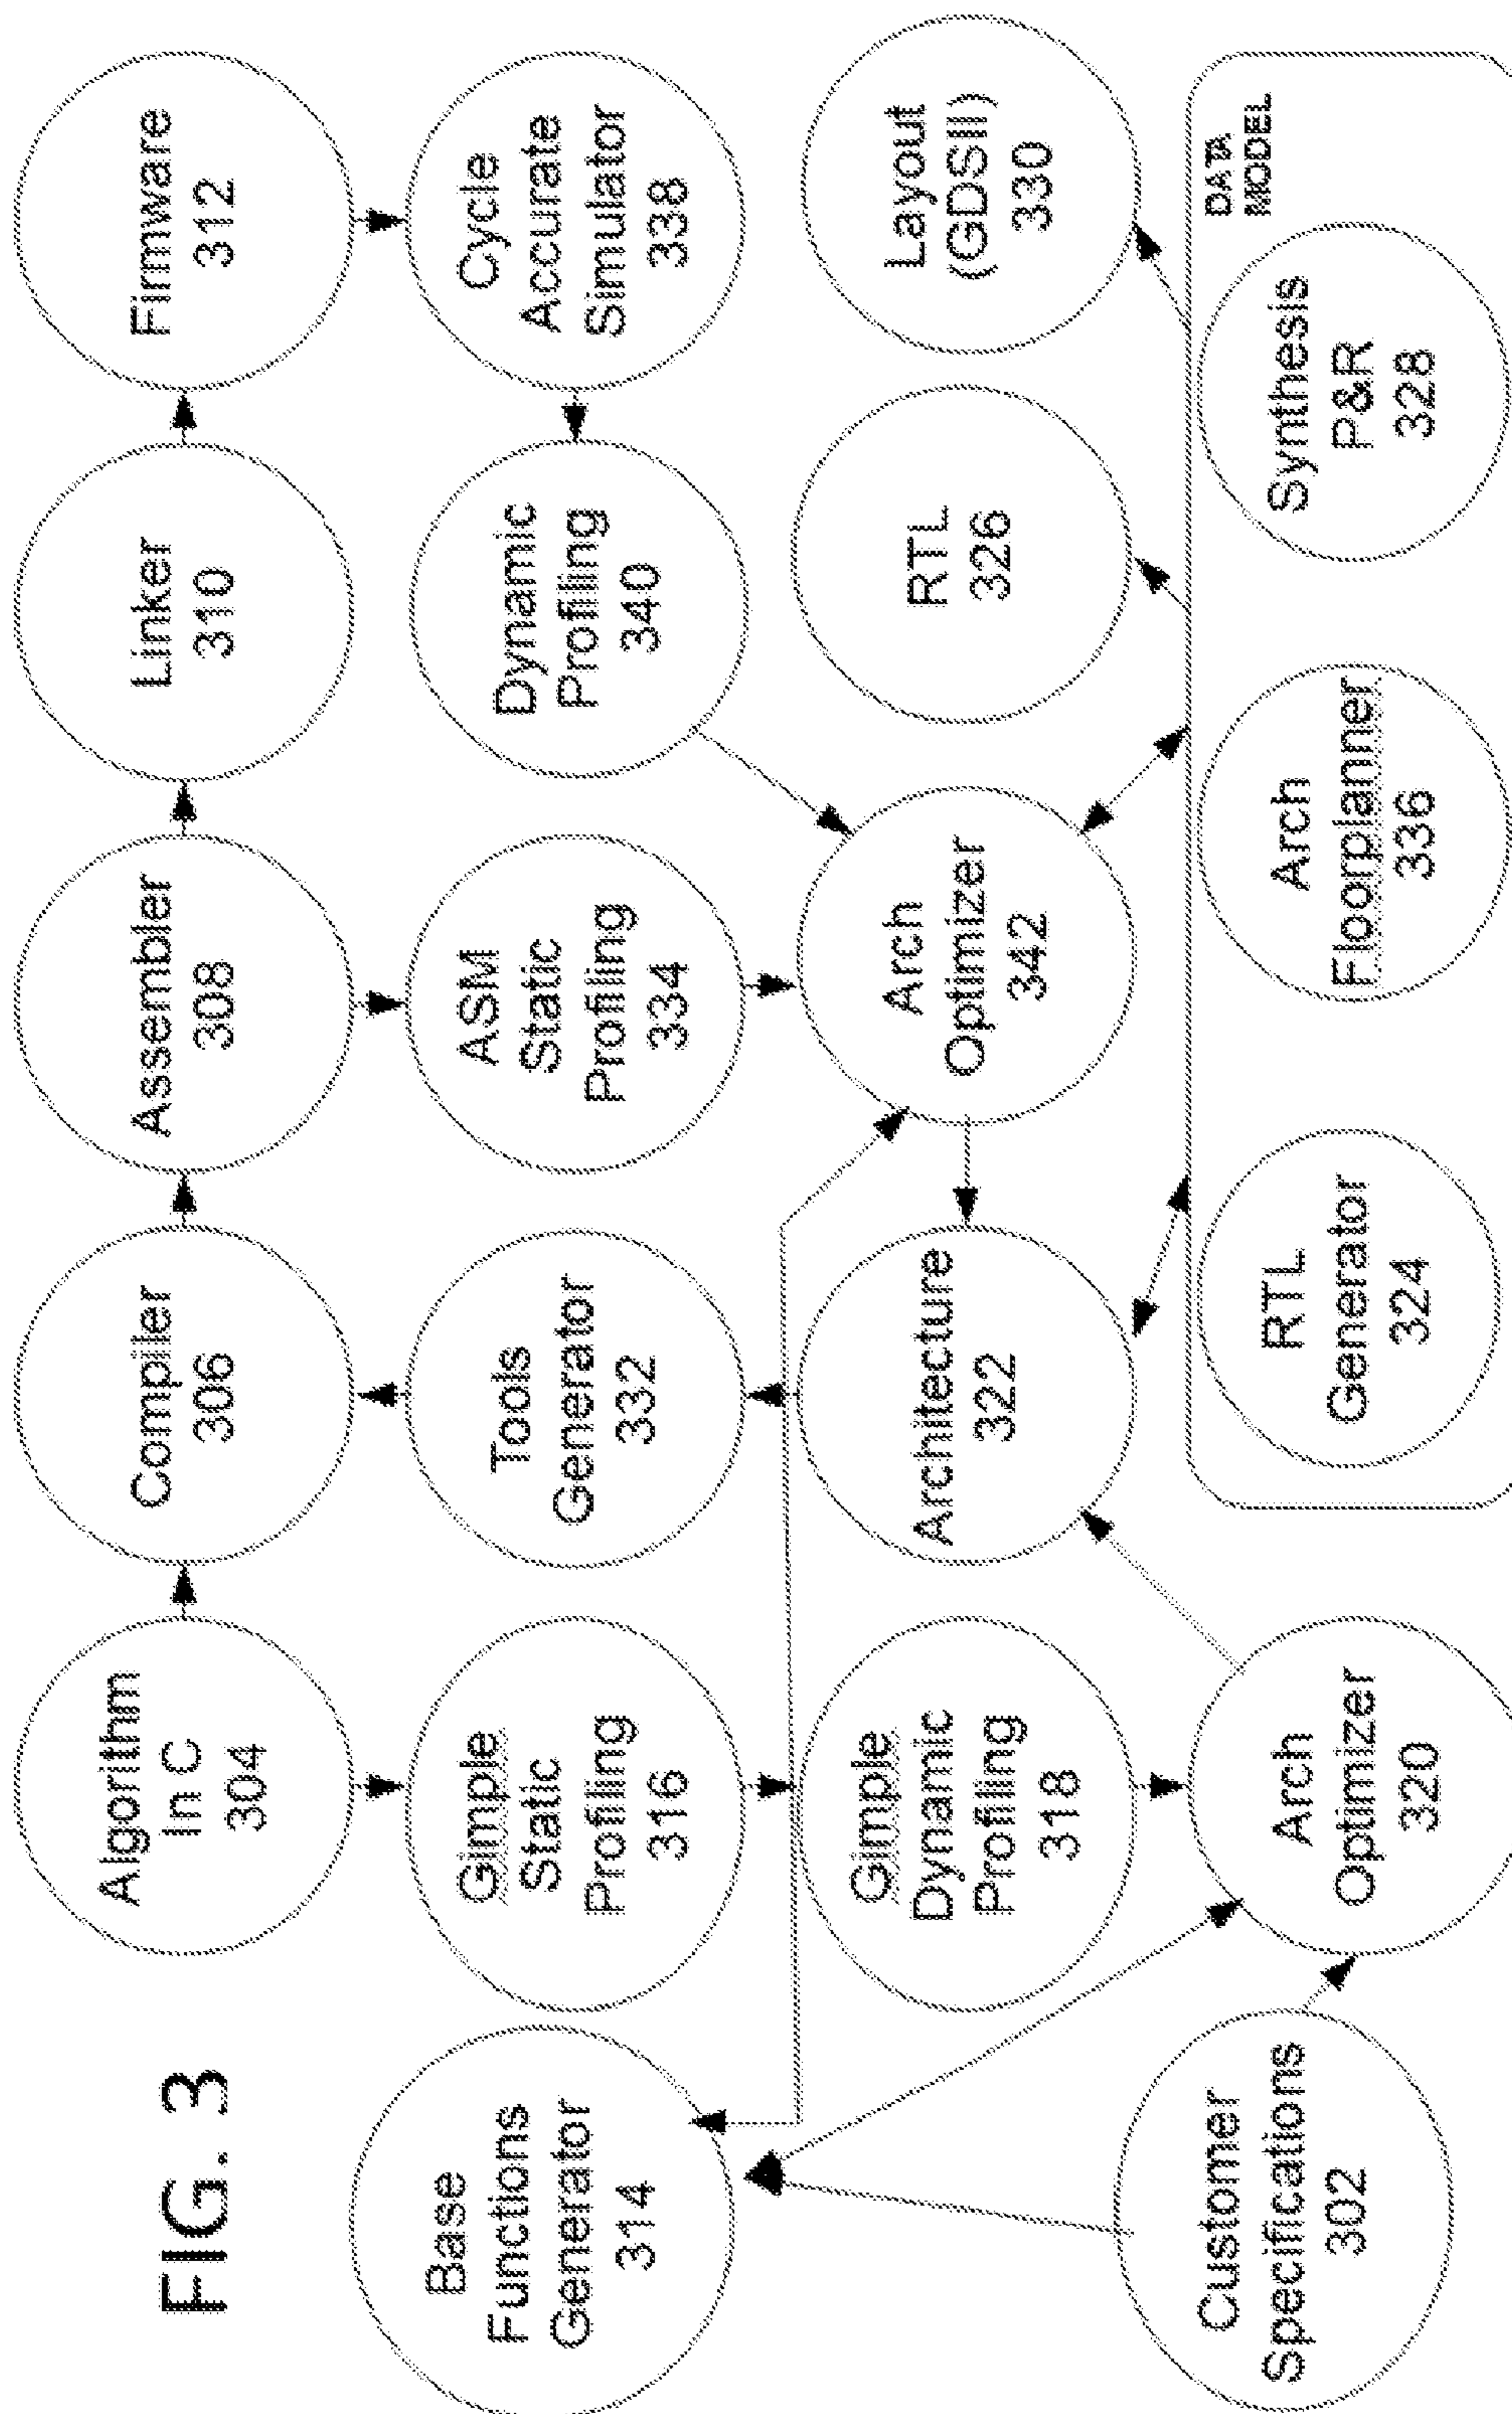 FIG. 3
Algorithm
In C
304
Compiler
306
Assembler
308
Linker
310
Firmware
312
Base
Functions
Generator
314
Gimple
Static
Profiling
316
Tools
Generator
332
ASM
Static
Profiling
334
Dynamic
Profiling
340
Cycle
Accurate
Simulator
338
Gimple
Dynamic
Profiling
318
Architecture
322
Arch
Optimizer
342
RTL
326
Layout
(GDSII)
330
Customer
Specifications
302
Arch
Optimizer
320
DATA
MODEL
RTL
Generator
324
Arch
Floorplanner
336
Synthesis
P&R
328